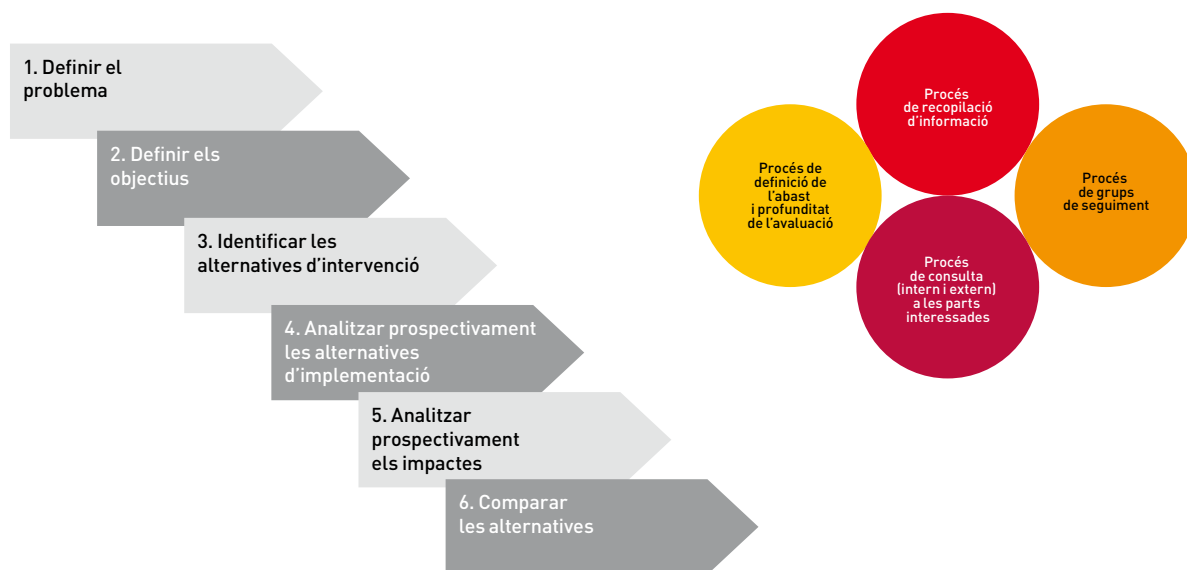 1. Definir el
problema
2. Definir els
objectius
3. Identificar les
alternatives d’intervenció
4. Analitzar prospectivament
les alternatives
d’implementació
5. Analitzar
prospectivament
els impactes
6. Comparar
les alternatives
Procés
de recopilació
d’informació
Procés de
definició de
l’abast
i profunditat
de l’avaluació
Procés
de grups
de seguiment
Procés
de consulta
(intern i extern)
a les parts
interessades